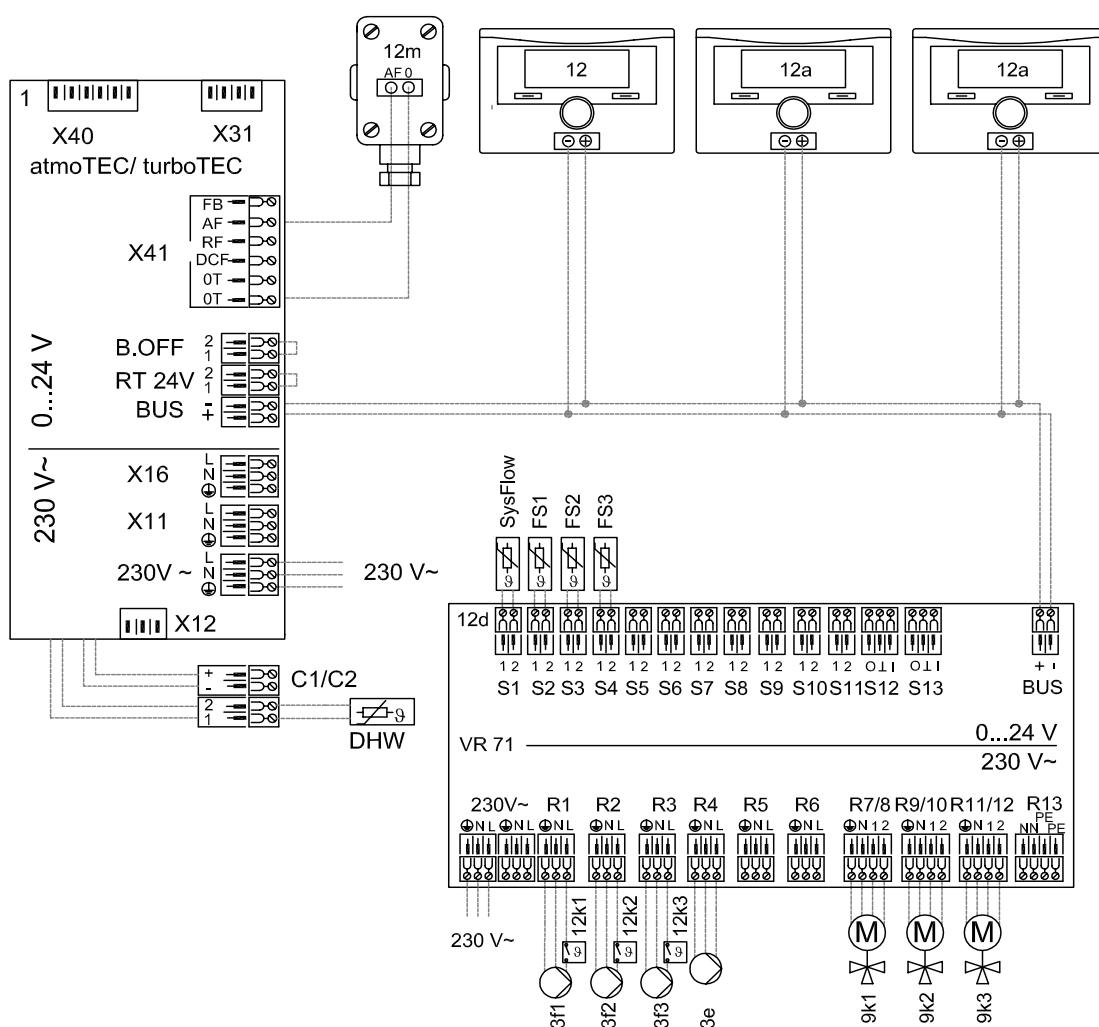 12m
AF 0
12
12a
12a
1
X40
X31
atmoTEC/ turboTEC
FB
AF
RF
DCF
0T
0T
X41
B.OFF
2
1
RT 24V
2
1
BUS
-
+
0...24 V
230 V~
X16
L
N
X11
L
N
230V ~
L
N
230 V~
X12
+
-
C1/C2
2
1
ϑ
DHW
SysFlow
FS1
FS2
FS3
ϑ
ϑ
ϑ
ϑ
12d
1 2
1 2
1 2
1 2
1 2
1 2
1 2
1 2
1 2
1 2
1 2
O T I
O T I
+ -
S1
S2
S3
S4
S5
S6
S7
S8
S9
S10
S11
S12
S13
BUS
VR 71
0...24 V
230 V~
230V~
R1
R2
R3
R4
R5
R6
R7/8
R9/10
R11/12
R13
N L
N L
N L
N L
N L
N L
N L
N L
N 1 2
N 1 2
N 1 2
NN PE PE
230 V~
12k1
12k2
12k3
ϑ
ϑ
ϑ
M
M
M
3f1
3f2
3f3
3e
9k1
9k2
9k3